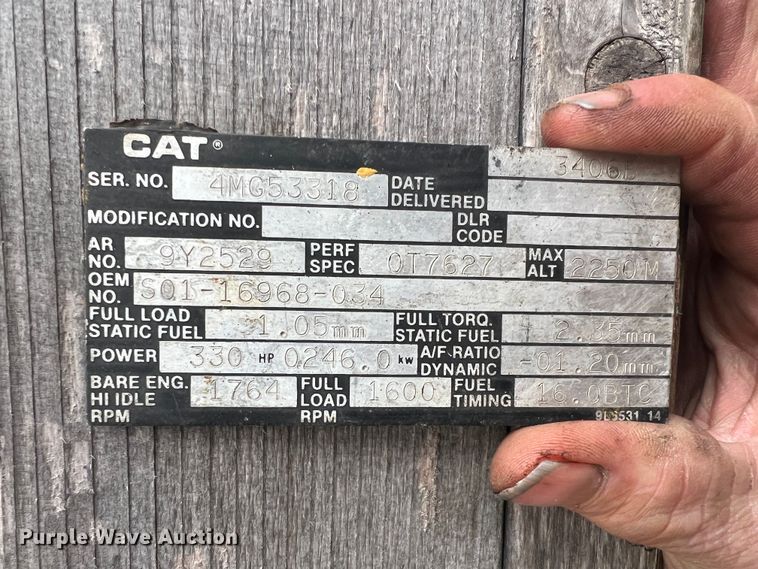 CAT®
3406B
SER. NO. 4MG53318 DATE DELIVERED
MODIFICATION NO. DLR CODE
AR NO. 9Y2529 PERF SPEC 0T7627 MAX ALT 2250M
OEM NO. S01-16968-034
FULL LOAD STATIC FUEL 1.05mm FULL TORQ. STATIC FUEL 2.35mm
POWER 330 HP 0246.0 kw A/F RATIO DYNAMIC -01.20mm
BARE ENG. HI IDLE RPM 1764 FULL LOAD RPM 1600 FUEL TIMING 16.0BTC
9L6531 14
Purple Wave Auction